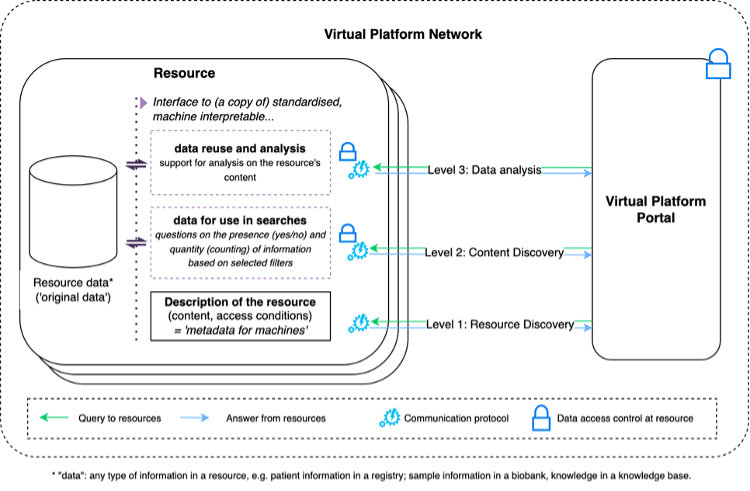 Virtual Platform Network
Resource
Interface to (a copy of) standardised,
machine interpretable...
data reuse and analysis
support for analysis on the resource's
content
data for use in searches
questions on the presence (yes/no) and
quantity (counting) of information
based on selected filters
Resource data*
('original data')
Description of the resource
(content, access conditions)
= 'metadata for machines'
Level 3: Data analysis
Level 2: Content Discovery
Level 1: Resource Discovery
Virtual Platform
Portal
Query to resources
Answer from resources
Communication protocol
Data access control at resource
* "data": any type of information in a resource, e.g. patient information in a registry; sample information in a biobank, knowledge in a knowledge base.